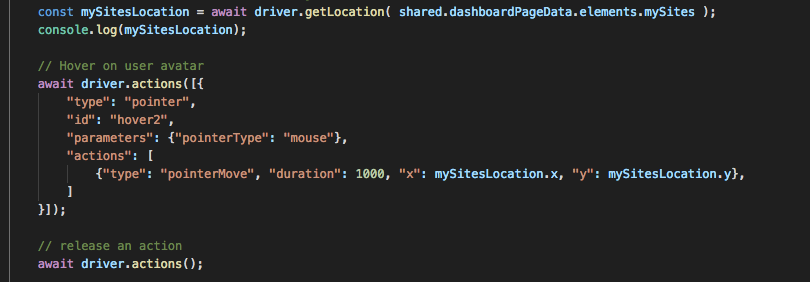 const mySitesLocation = await driver.getLocation( shared.dashboardPageData.elements.mySites );
console.log(mySitesLocation);
// Hover on user avatar
await driver.actions([{
"type": "pointer",
"id": "hover2",
"parameters": {"pointerType": "mouse"},
"actions": [
{"type": "pointerMove", "duration": 1000, "x": mySitesLocation.x, "y": mySitesLocation.y},
]
}]);
// release an action
await driver.actions();